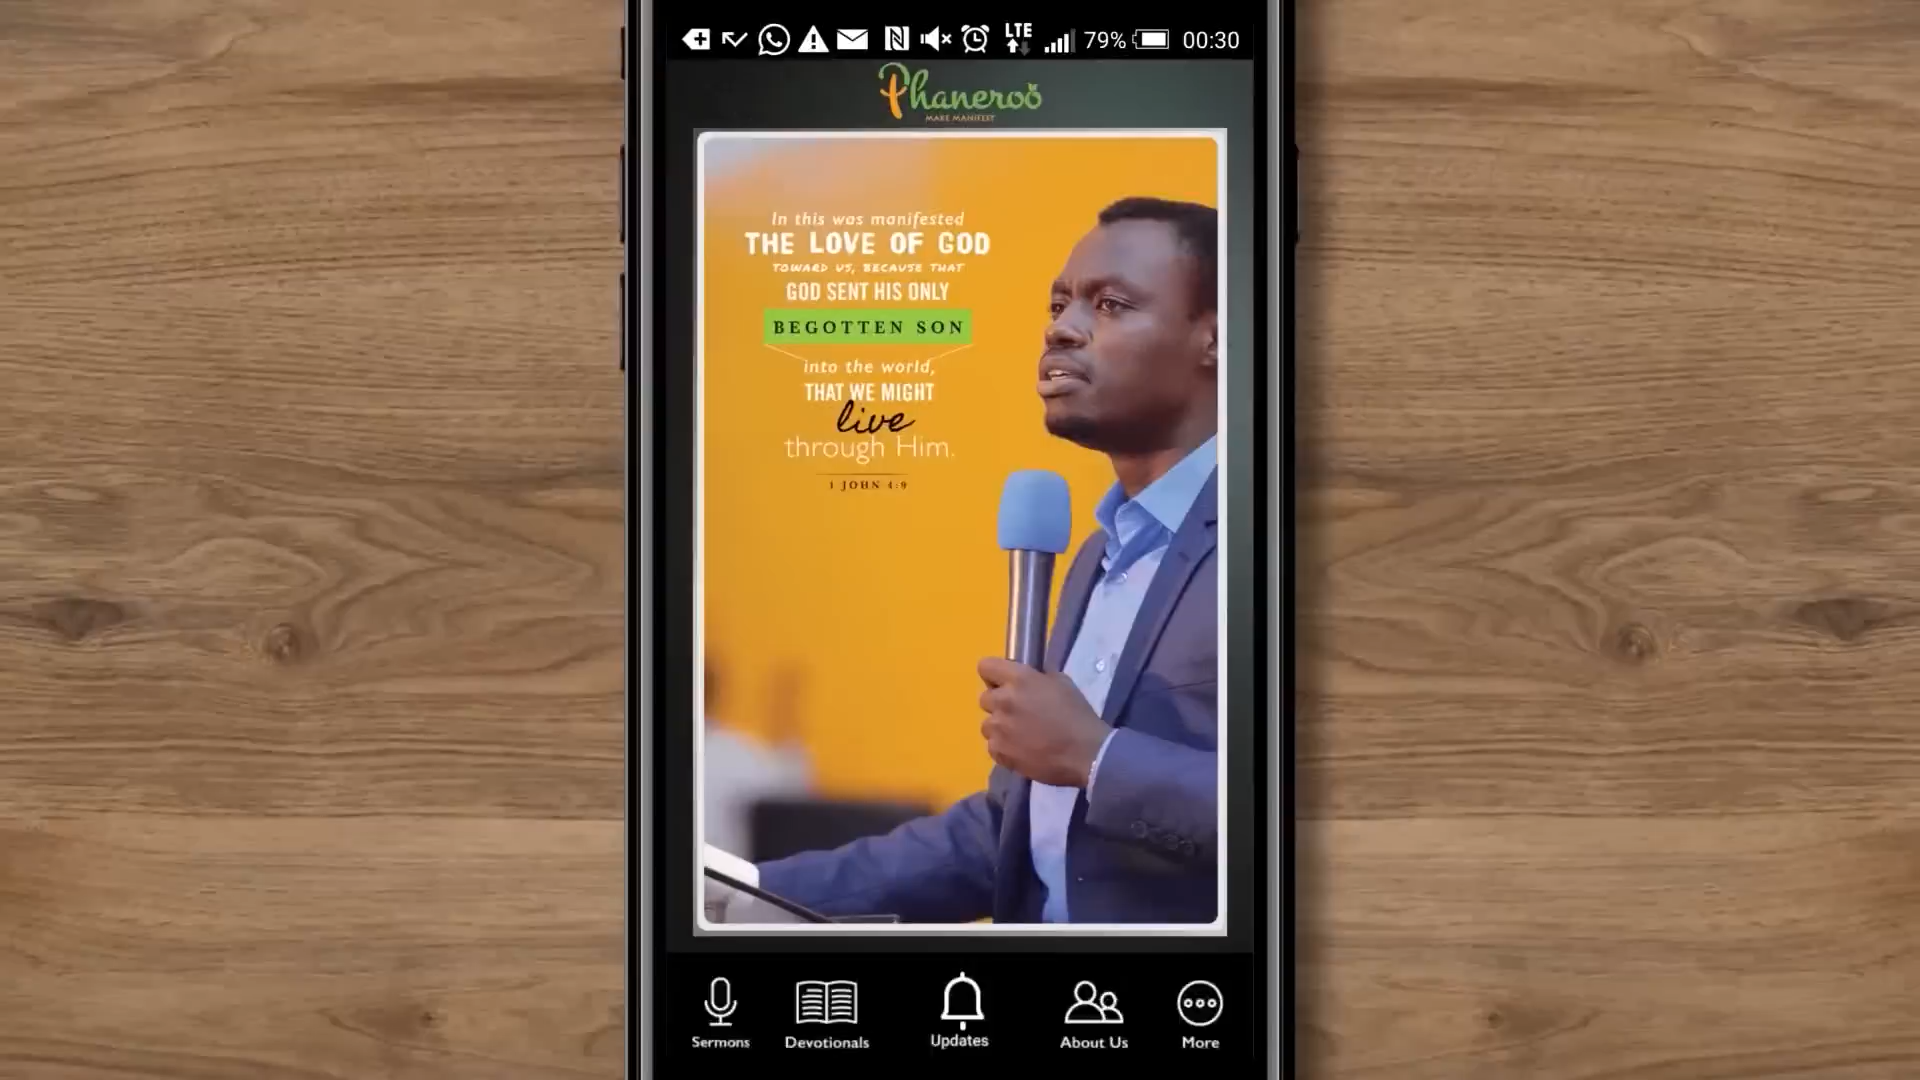 LTE
79%
00:30
Phaneroo
MAKE MANIFEST
In this was manifested
THE LOVE OF GOD
TOWARD US, BECAUSE THAT
GOD SENT HIS ONLY
BEGOTTEN SON
into the world,
THAT WE MIGHT
live
through Him.
1 JOHN 4:9
Sermons
Devotionals
Updates
About Us
More